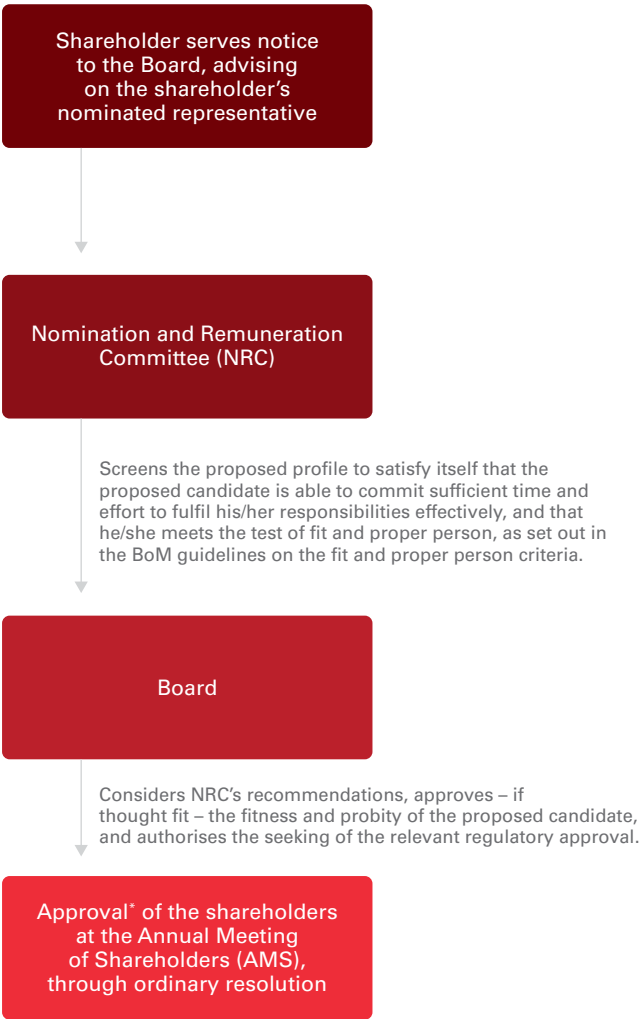 Shareholder serves notice
to the Board, advising
on the shareholder's
nominated representative
Nomination and Remuneration
Committee (NRC)
Screens the proposed profile to satisfy itself that the
proposed candidate is able to commit sufficient time and
effort to fulfil his/her responsibilities effectively, and that
he/she meets the test of fit and proper person, as set out in
the BoM guidelines on the fit and proper person criteria.
Board
Considers NRC's recommendations, approves – if
thought fit – the fitness and probity of the proposed candidate,
and authorises the seeking of the relevant regulatory approval.
Approval* of the shareholders
at the Annual Meeting
of Shareholders (AMS),
through ordinary resolution